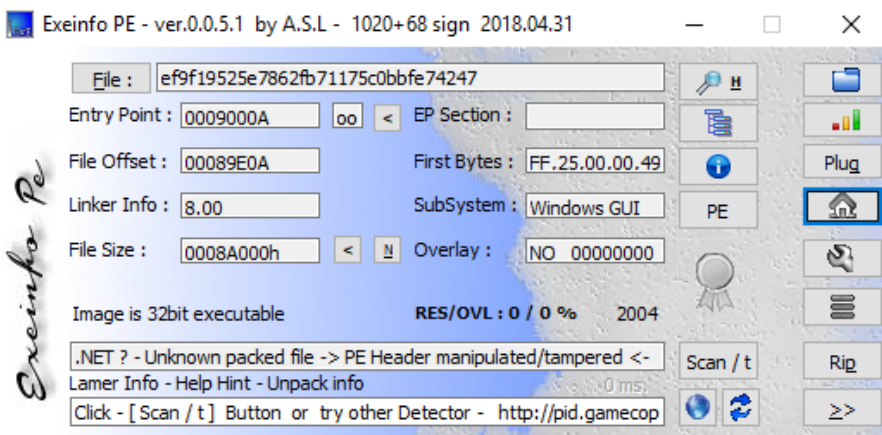 Exeinfo PE - ver.0.0.5.1 by A.S.L - 1020+68 sign 2018.04.31
File : ef9f19525e7862fb71175c0bbfe74247 H
Entry Point : 0009000A oo < EP Section :
File Offset : 00089E0A First Bytes : FF.25.00.00.49 Plug
Linker Info : 8.00 SubSystem : Windows GUI PE
File Size : 0008A000h < N Overlay : NO 00000000
Image is 32bit executable RES/OVL : 0 / 0 % 2004
.NET ? - Unknown packed file -> PE Header manipulated/tampered <- Scan / t Rip
Lamer Info - Help Hint - Unpack info 0 ms.
Click - [ Scan / t ] Button or try other Detector - http://pid.gamecop >>
Exeinfo Pe